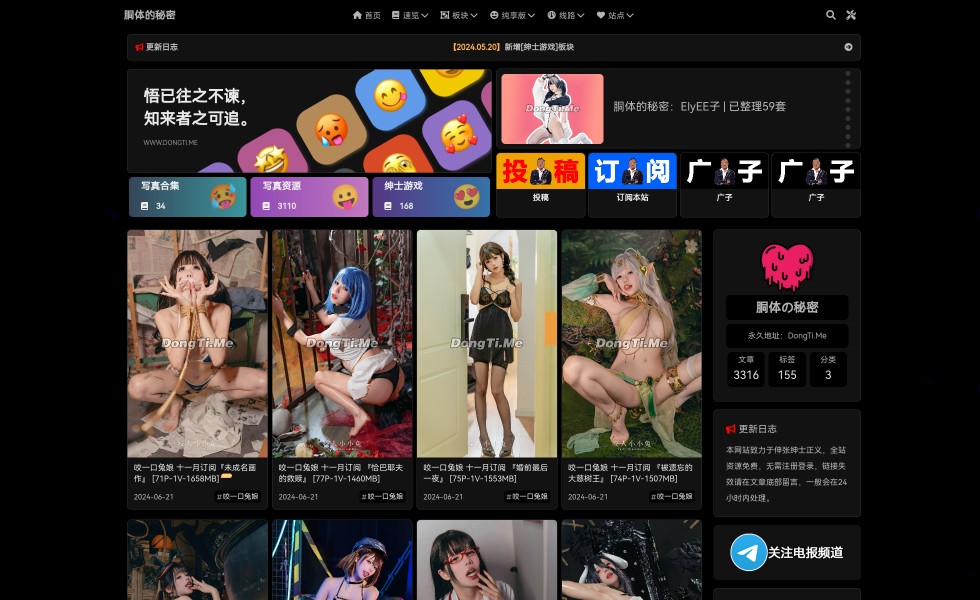 胴体的秘密
首页 速览 板块 纯享版 线路 站点
更新日志
【2024.05.20】新增[绅士游戏]板块
悟已往之不谏，
知来者之可追。
WWW.DONGTI.ME
DongTi.Me
胴体的秘密：ElyEE子 | 已整理59套
写真合集
34
写真资源
3110
绅士游戏
168
投稿
投稿
订阅
订阅本站
广子
广子
广子
广子
DongTi.Me
咬一口兔娘 十一月订阅『未成名画
作』 [71P-1V-1658MB]
2024-06-21
#咬一口兔娘
DongTi.Me
咬一口兔娘 十一月订阅 『恰巴耶夫
的救赎』 [77P-1V-1460MB]
2024-06-21
#咬一口兔娘
DongTi.Me
咬一口兔娘 十一月订阅 『婚前最后
一夜』 [75P-1V-1553MB]
2024-06-21
#咬一口兔娘
DongTi.Me
咬一口兔娘 十一月订阅 『被遗忘的
大慈树王』 [74P-1V-1507MB]
2024-06-21
#咬一口兔娘
胴体の秘密
永久地址：DongTi.Me
文章 标签 分类
3316 155 3
更新日志
本网站致力于伸张绅士正义，全站
资源免费，无需注册登录，链接失
效请在文章底部留言，一般会在24
小时内处理。
关注电报频道